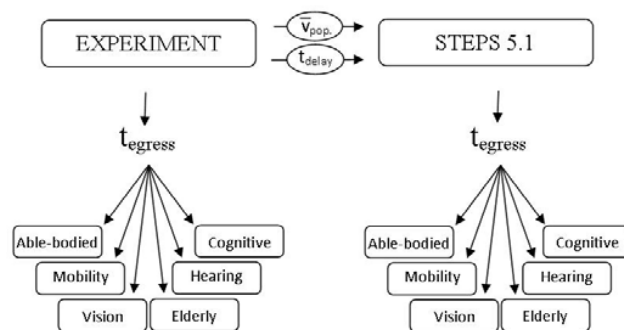 EXPERIMENT
v̅pop.
tdelay
STEPS 5.1
tegress
tegress
Able-bodied
Cognitive
Mobility
Hearing
Vision
Elderly
Able-bodied
Cognitive
Mobility
Hearing
Vision
Elderly